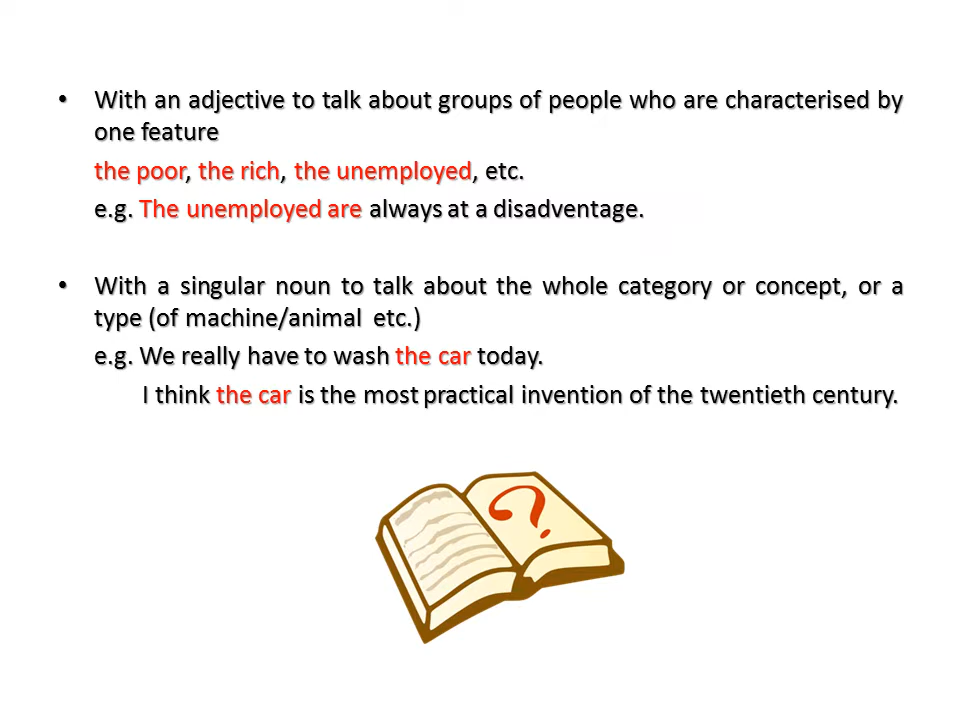 • With an adjective to talk about groups of people who are characterised by
one feature
the poor, the rich, the unemployed, etc.
e.g. The unemployed are always at a disadventage.
• With a singular noun to talk about the whole category or concept, or a
type (of machine/animal etc.)
e.g. We really have to wash the car today.
I think the car is the most practical invention of the twentieth century.
?